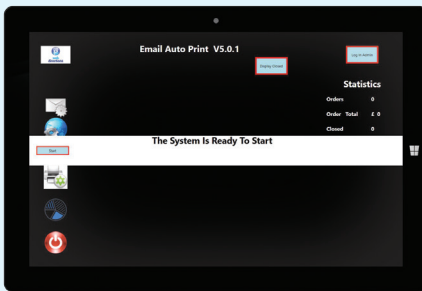 Email Auto Print V5.0.1
Log In Admin
Display Closed
Statistics
Orders 0
Order Total £ 0
Closed 0
The System Is Ready To Start
Start